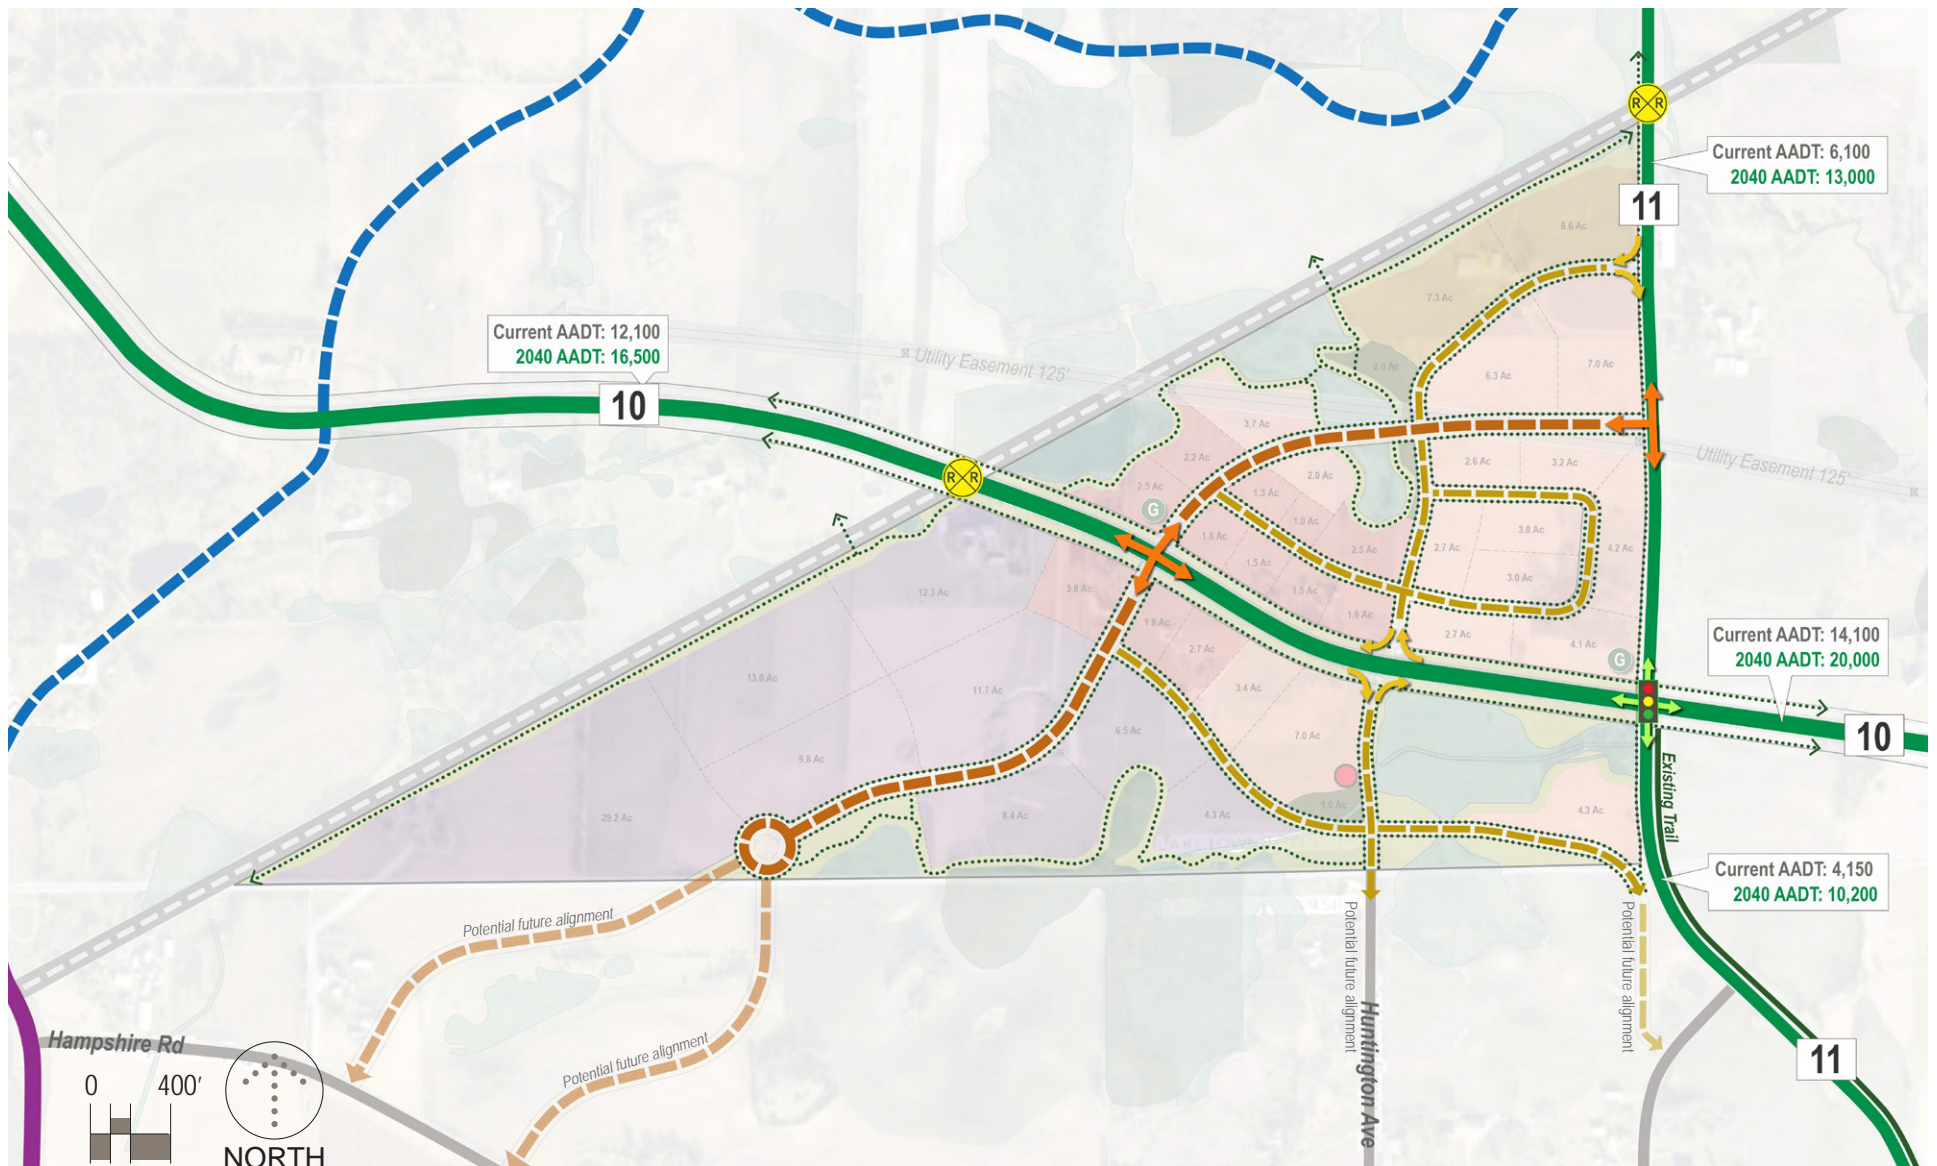 R R
Current AADT: 6,100
2040 AADT: 13,000
11
6.6 Ac
7.3 Ac
Current AADT: 12,100
2040 AADT: 16,500
Utility Easement 125'
10
2.0 Ac
6.3 Ac
7.0 Ac
3.7 Ac
2.2 Ac
2.6 Ac
3.2 Ac
Utility Easement 125'
R R
2.5 Ac
2.0 Ac
1.3 Ac
G
1.0 Ac
1.6 Ac
2.5 Ac
2.7 Ac
3.0 Ac
4.2 Ac
1.5 Ac
3.0 Ac
12.3 Ac
3.8 Ac
1.5 Ac
1.9 Ac
1.8 Ac
2.7 Ac
2.7 Ac
4.1 Ac
G
Current AADT: 14,100
2040 AADT: 20,000
13.0 Ac
11.7 Ac
3.4 Ac
6.5 Ac
7.0 Ac
10
9.8 Ac
Existing Trail
29.2 Ac
8.4 Ac
4.3 Ac
1.0 Ac
4.3 Ac
Current AADT: 4,150
2040 AADT: 10,200
Potential future alignment
Potential future alignment
Potential future alignment
Potential future alignment
Huntington Ave
Hampshire Rd
11
0 400'
NORTH